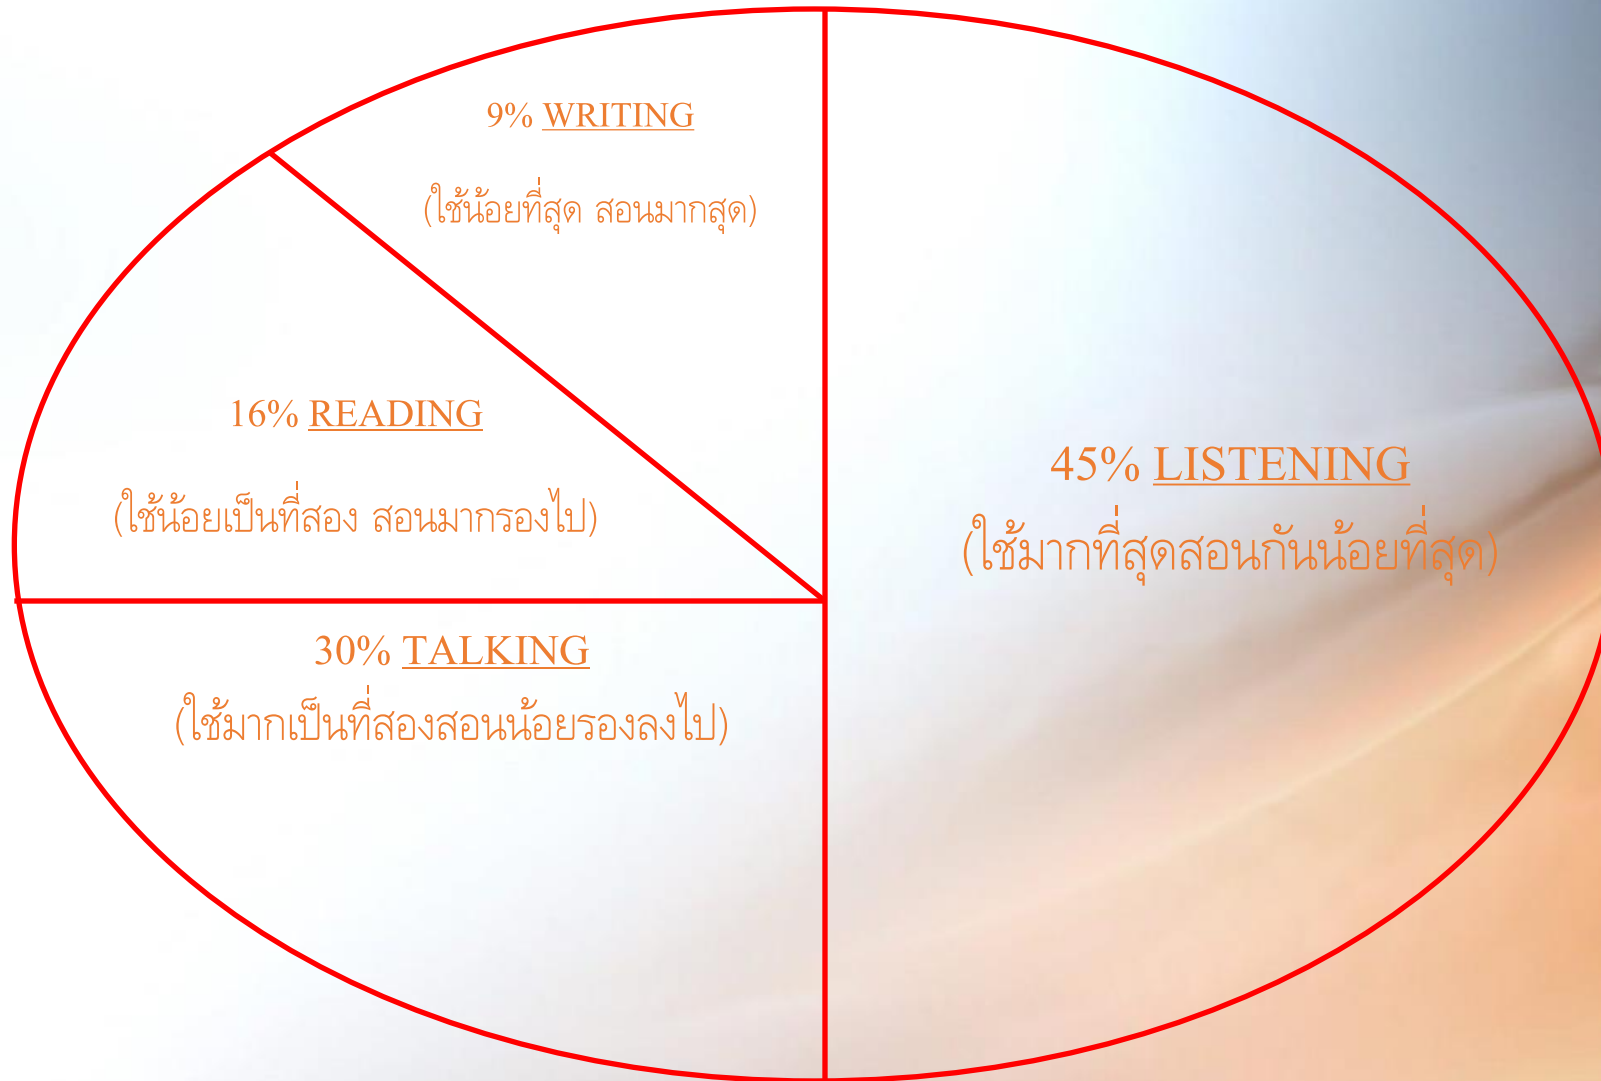 9% WRITING
(ใช้น้อยที่สุด สอนมากสุด)
16% READING
(ใช้น้อยเป็นที่สอง สอนมากรองไป)
45% LISTENING
(ใช้มากที่สุดสอนกันน้อยที่สุด)
30% TALKING
(ใช้มากเป็นที่สองสอนน้อยรองลงไป)